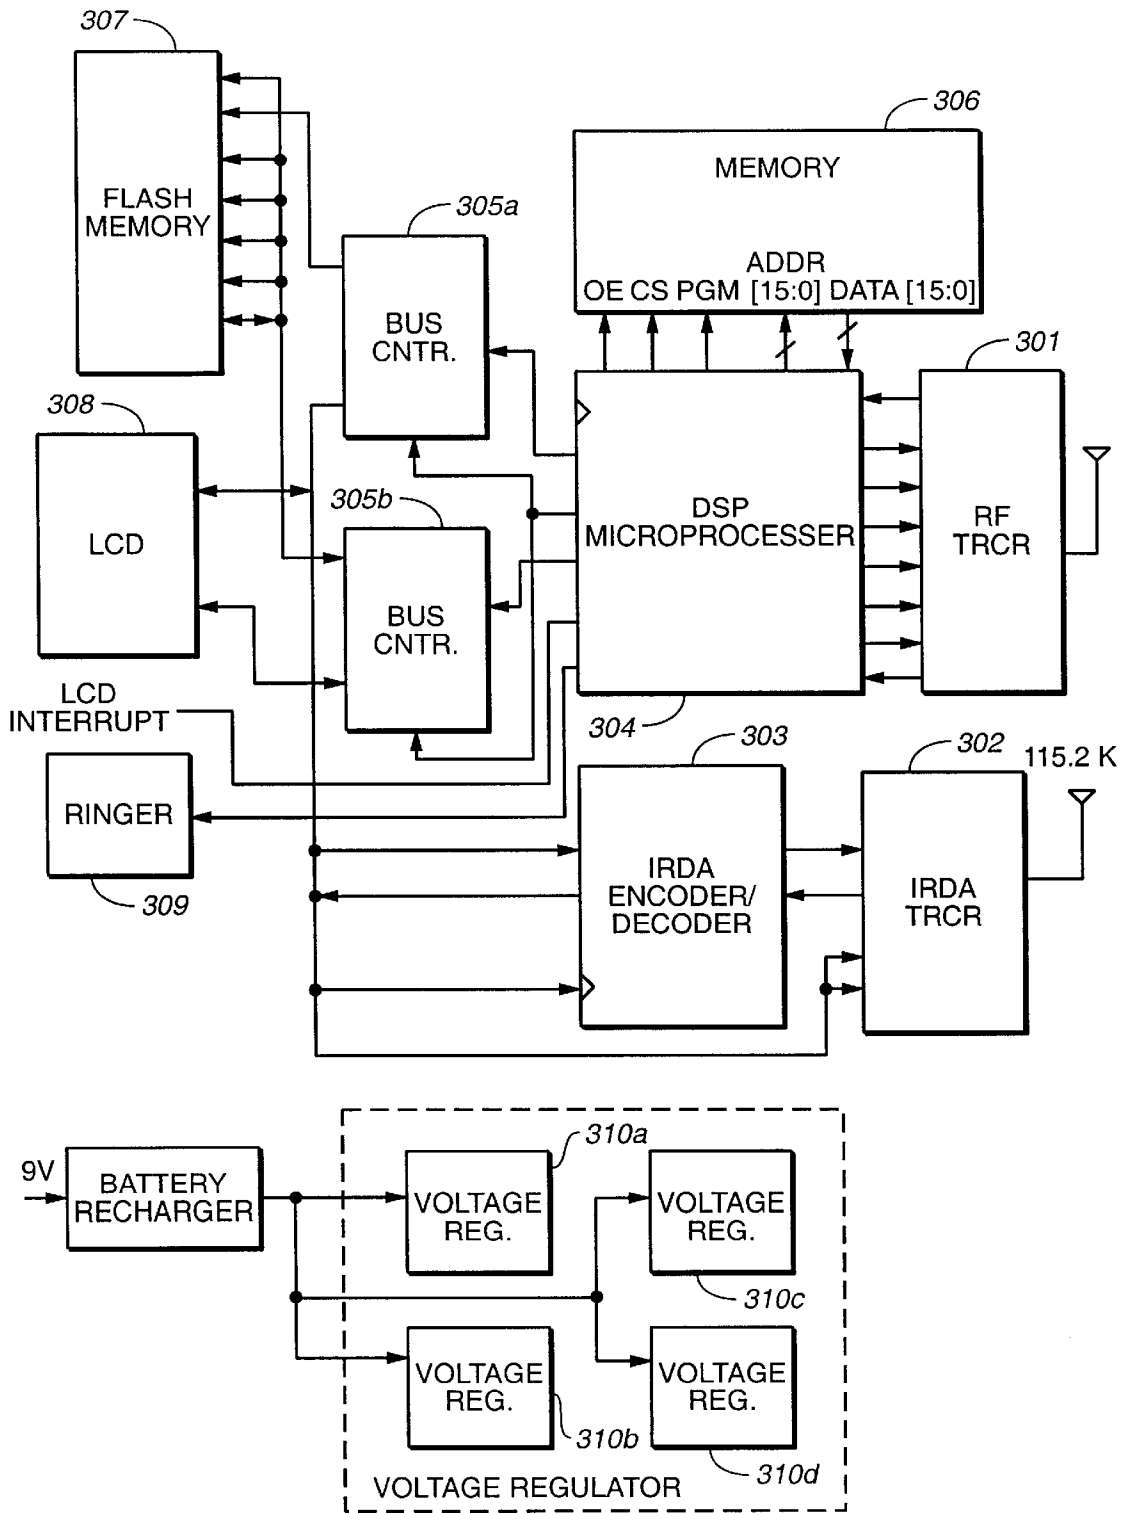 307
FLASH
MEMORY
306
MEMORY
ADDR
OE CS PGM [15:0] DATA [15:0]
305a
BUS
CNTR.
301
RF
TRCR
308
LCD
305b
BUS
CNTR.
DSP
MICROPROCESSER
304
LCD
INTERRUPT
303
IRDA
ENCODER/
DECODER
302
115.2 K
IRDA
TRCR
RINGER
309
9V
BATTERY
RECHARGER
310a
VOLTAGE
REG.
VOLTAGE
REG.
310c
VOLTAGE
REG.
310b
VOLTAGE
REG.
310d
VOLTAGE REGULATOR